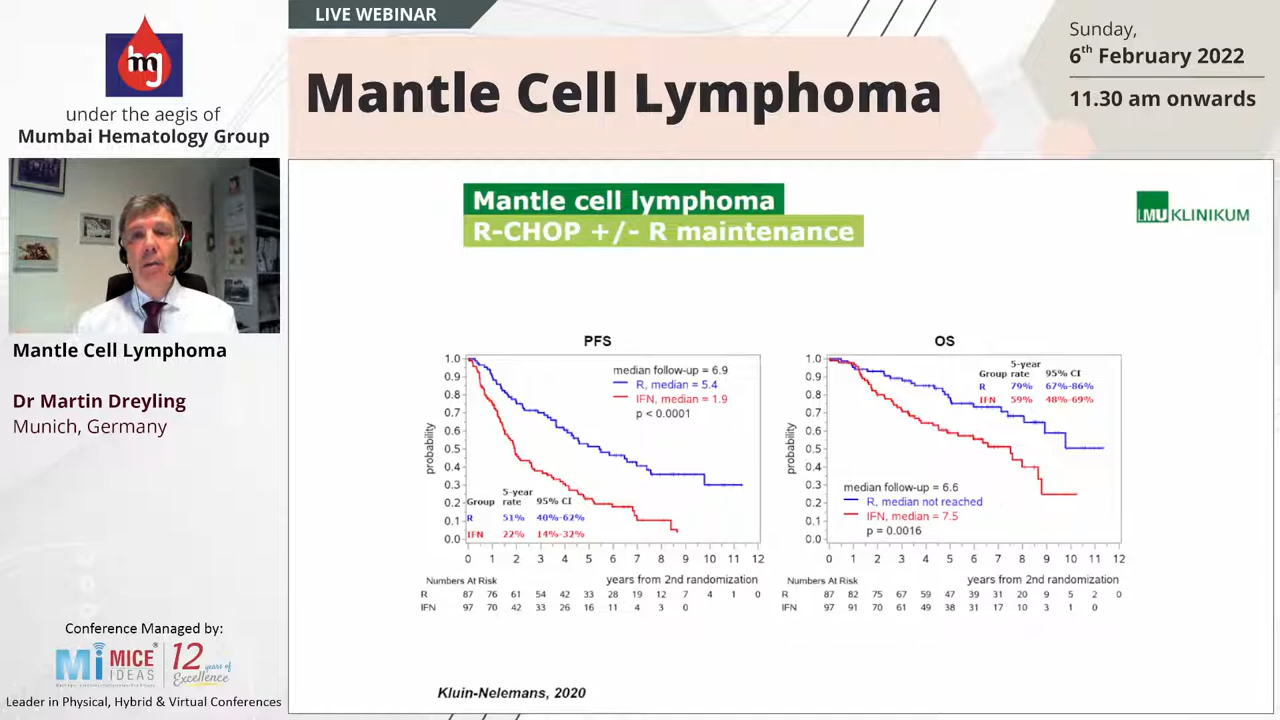 LIVE WEBINAR
mg
under the aegis of
Mumbai Hematology Group
Mantle Cell Lymphoma
Sunday,
6th February 2022
11.30 am onwards
Mantle Cell Lymphoma
Dr Martin Dreyling
Munich, Germany
Conference Managed by:
Mi MICE IDEAS®
12 years of Excellence
Leader in Physical, Hybrid & Virtual Conferences
Mantle cell lymphoma
R-CHOP +/- R maintenance
LMU KLINIKUM
PFS
probability
1.0
0.9
0.8
0.7
0.6
0.5
0.4
0.3
0.2
0.1
0.0
median follow-up = 6.9
R, median = 5.4
IFN, median = 1.9
p < 0.0001
Group 5-year rate 95% CI
R 51% 40%-62%
IFN 22% 14%-32%
0 1 2 3 4 5 6 7 8 9 10 11 12
Numbers At Risk years from 2nd randomization
R 87 76 61 54 42 33 28 19 12 7 4 1 0
IFN 97 70 42 33 26 16 11 4 3 0
OS
probability
1.0
0.9
0.8
0.7
0.6
0.5
0.4
0.3
0.2
0.1
0.0
Group 5-year rate 95% CI
R 79% 67%-86%
IFN 59% 48%-69%
median follow-up = 6.6
R, median not reached
IFN, median = 7.5
p = 0.0016
0 1 2 3 4 5 6 7 8 9 10 11 12
Numbers At Risk years from 2nd randomization
R 87 82 75 67 59 47 39 31 20 9 5 2 0
IFN 97 91 70 61 49 38 31 17 10 3 1 0
Kluin-Nelemans, 2020